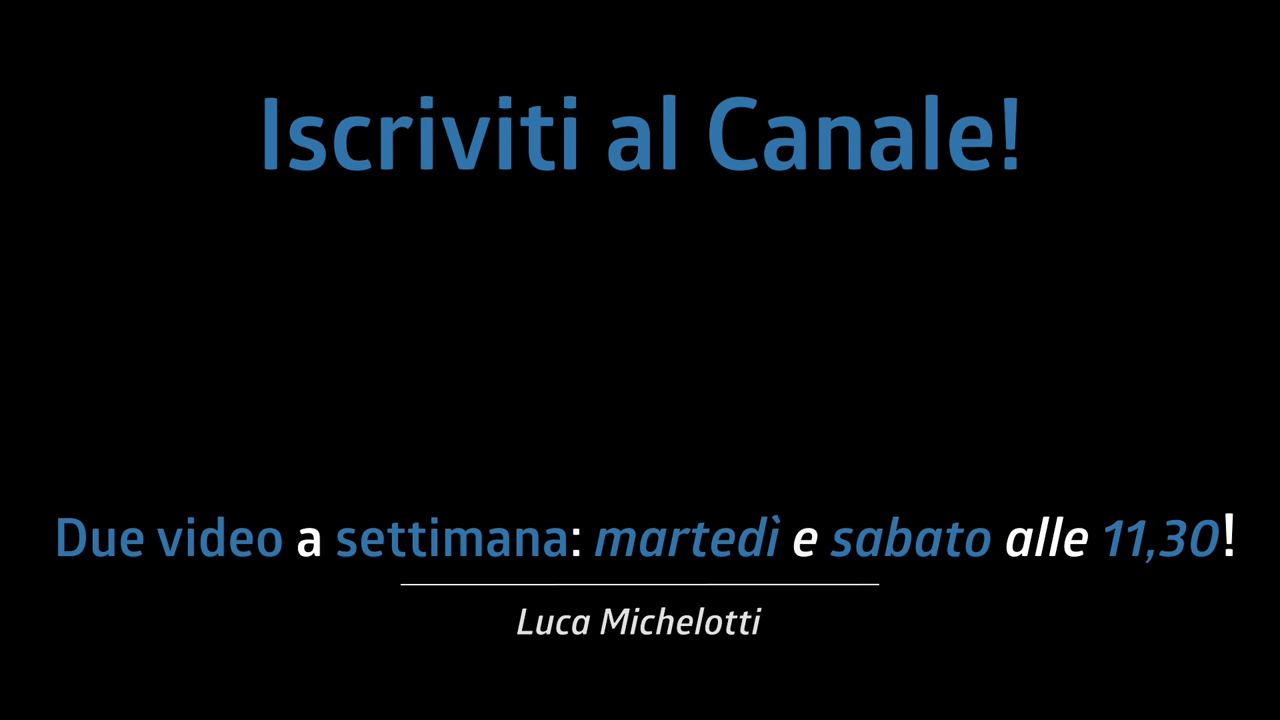 Iscriviti al Canale!
Due video a settimana: martedì e sabato alle 11,30!
Luca Michelotti